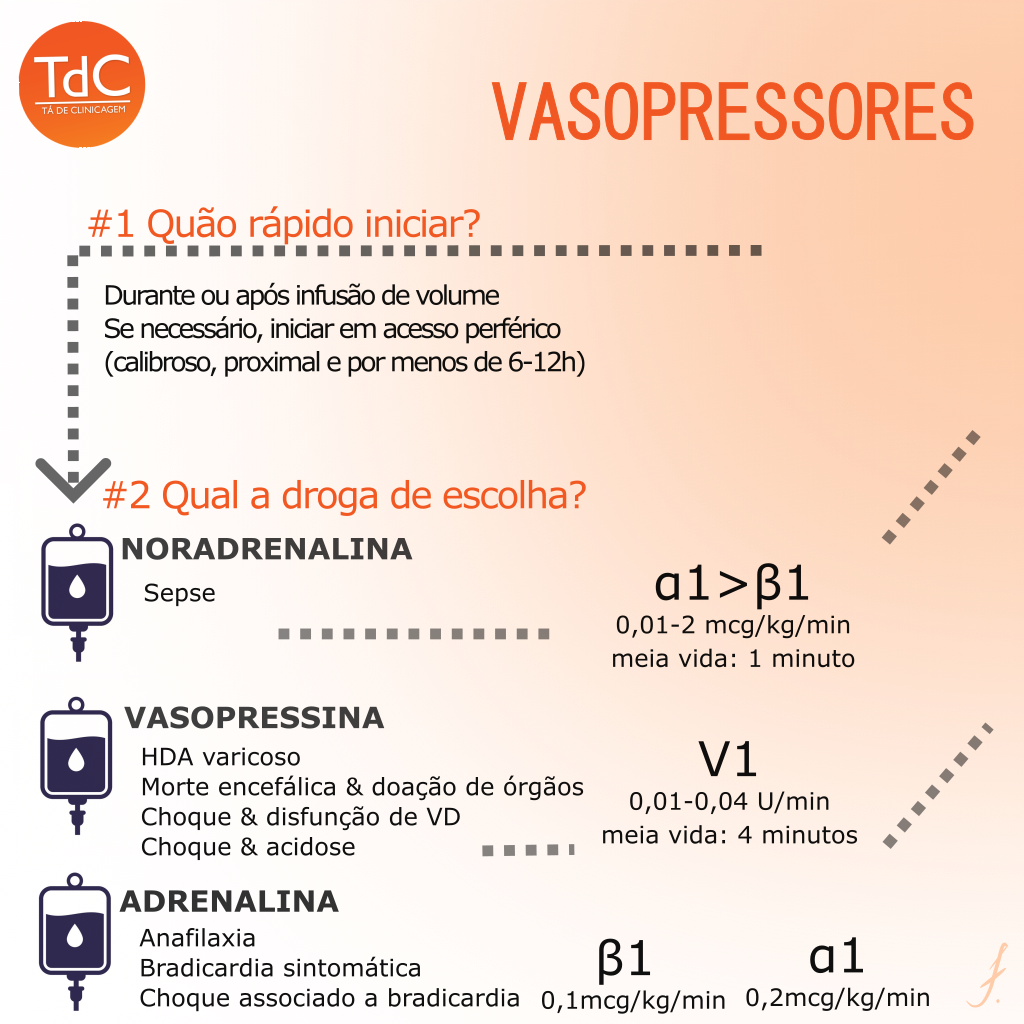 TdC
TÁ DE CLINICAGEM
VASOPRESSORES
#1 Quão rápido iniciar?
Durante ou após infusão de volume
Se necessário, iniciar em acesso perférico
(calibroso, proximal e por menos de 6-12h)
#2 Qual a droga de escolha?
NORADRENALINA
Sepse
α1>β1
0,01-2 mcg/kg/min
meia vida: 1 minuto
VASOPRESSINA
HDA varicoso
Morte encefálica & doação de órgãos
Choque & disfunção de VD
Choque & acidose
V1
0,01-0,04 U/min
meia vida: 4 minutos
ADRENALINA
Anafilaxia
Bradicardia sintomática
Choque associado a bradicardia
β1
0,1mcg/kg/min
α1
0,2mcg/kg/min